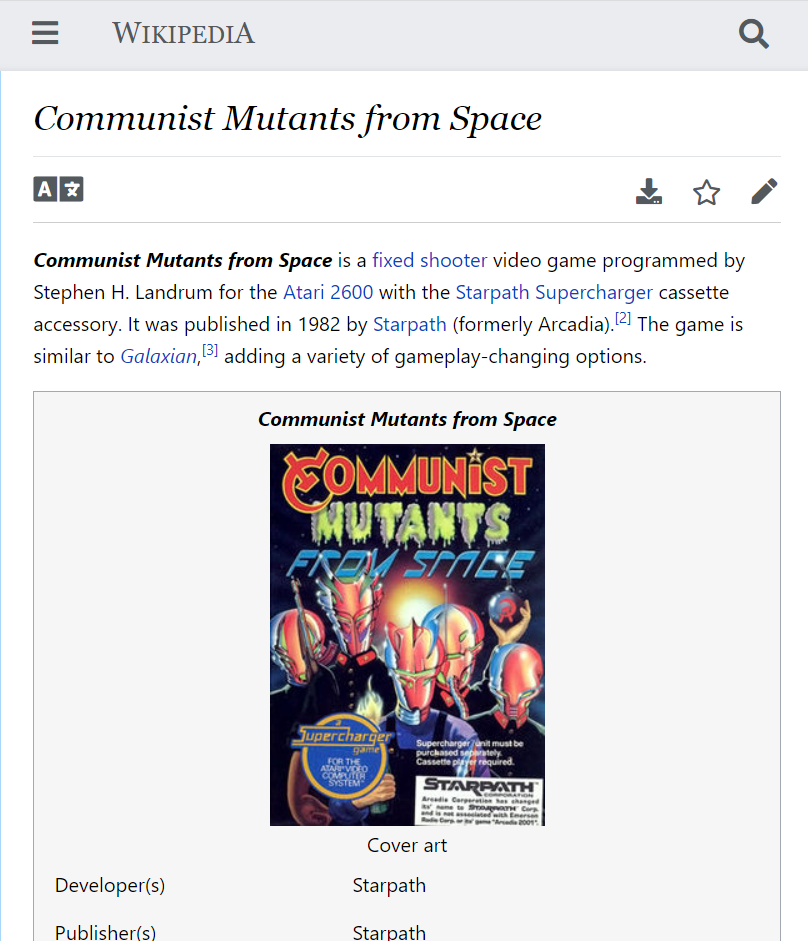 WIKIPEDIA
Communist Mutants from Space
A
Communist Mutants from Space is a fixed shooter video game programmed by
Stephen H. Landrum for the Atari 2600 with the Starpath Supercharger cassette
accessory. It was published in 1982 by Starpath (formerly Arcadia).[2] The game is
similar to Galaxian,[3] adding a variety of gameplay-changing options.
Communist Mutants from Space
COMMUNIST
MUTANTS
FROM SPACE
a
Supercharger
game
FOR THE
ATARI VIDEO
COMPUTER
SYSTEM
Supercharger unit must be
purchased separately.
Cassette player required.
STARPATH
CORPORATION
Arcadia Corporation has changed
its' name to STARPATH Corp.
and is not associated with Emerson
Radio Corp. or its' game "Arcadia 2001".
Cover art
Developer(s) Starpath
Publisher(s) Starpath